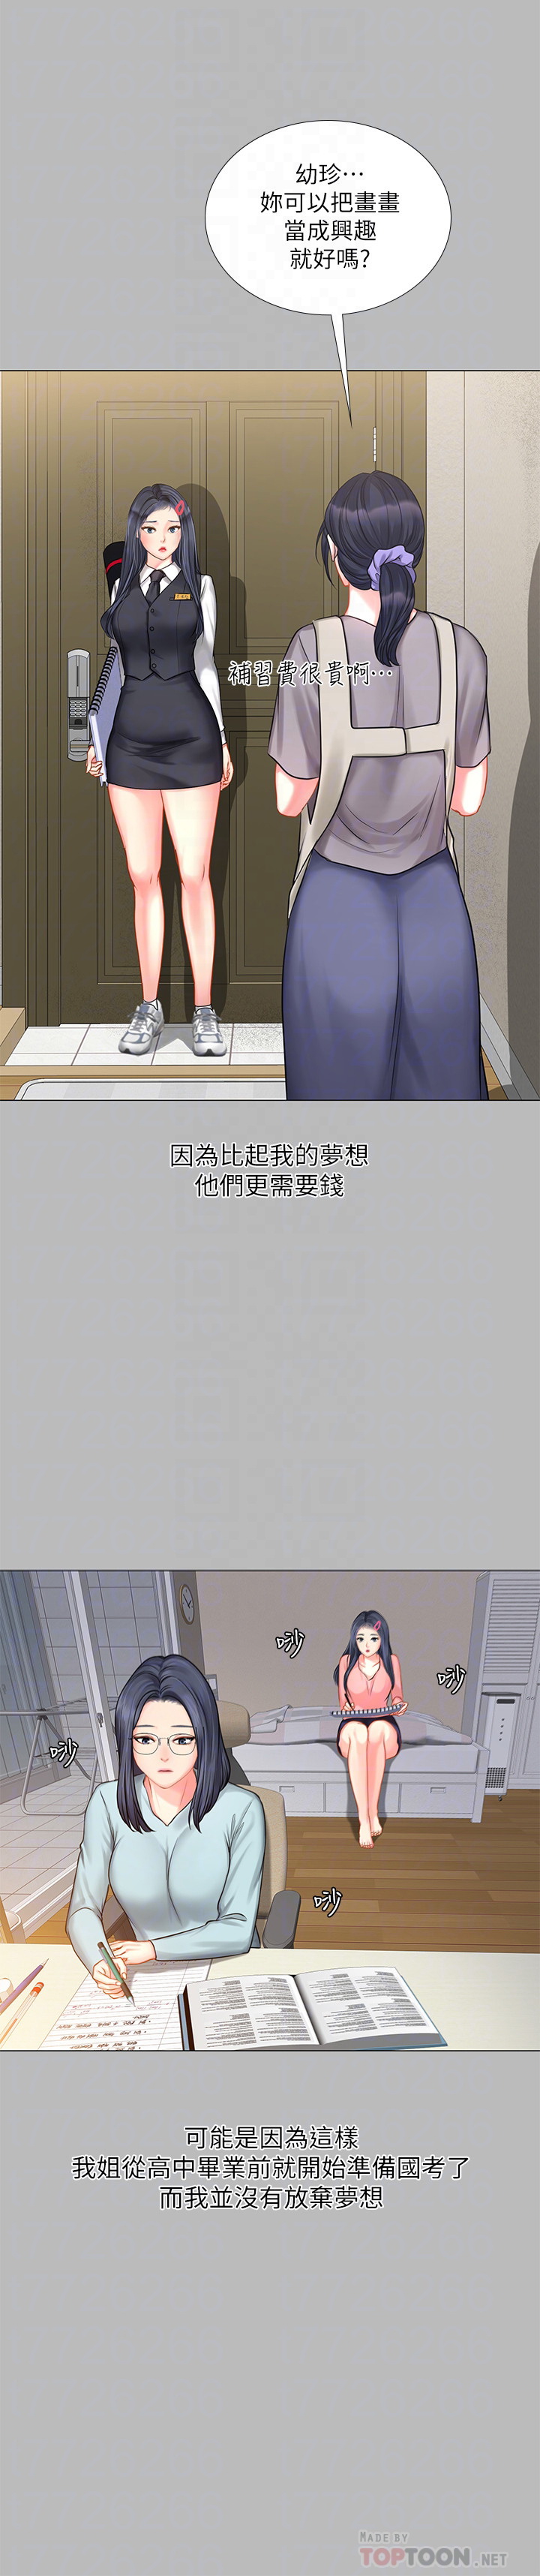 幼珍…
妳可以把畫畫
當成興趣
就好嗎?
補習費很貴啊…
因為比起我的夢想
他們更需要錢
唦
唦
唦
唦
可能是因為這樣
我姐從高中畢業前就開始準備國考了
而我並沒有放棄夢想
MADE BY
TOPTOON.NET